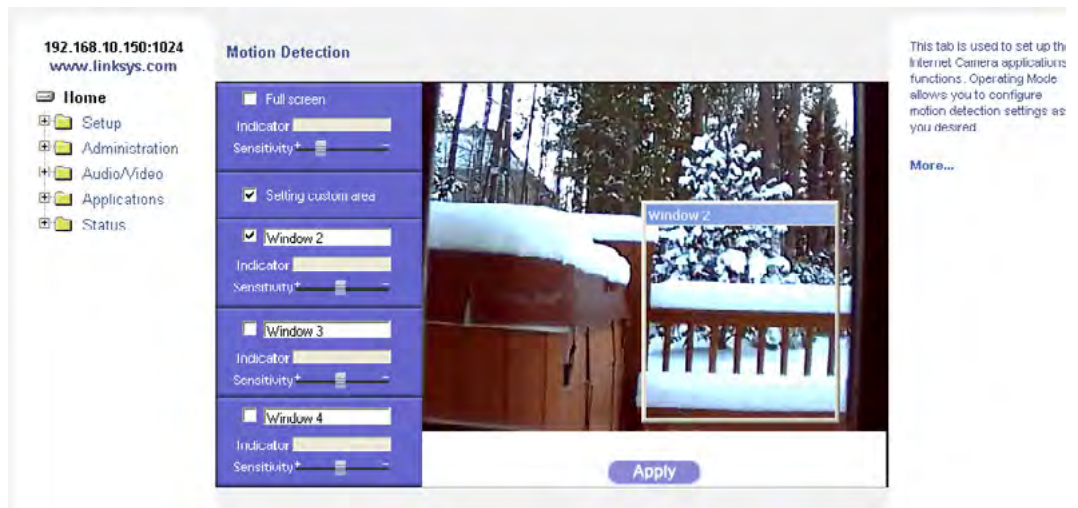 192.168.10.150:1024
www.linksys.com
Home
Setup
Administration
Audio/Video
Applications
Status
Motion Detection
Full screen
Indicator
Sensitivity + -
Setting custom area
Window 2
Indicator
Sensitivity + -
Window 3
Indicator
Sensitivity + -
Window 4
Indicator
Sensitivity + -
Window 2
Apply
This tab is used to set up the
Internet Camera applications
functions. Operating Mode
allows you to configure
motion detection settings as
you desired
More...